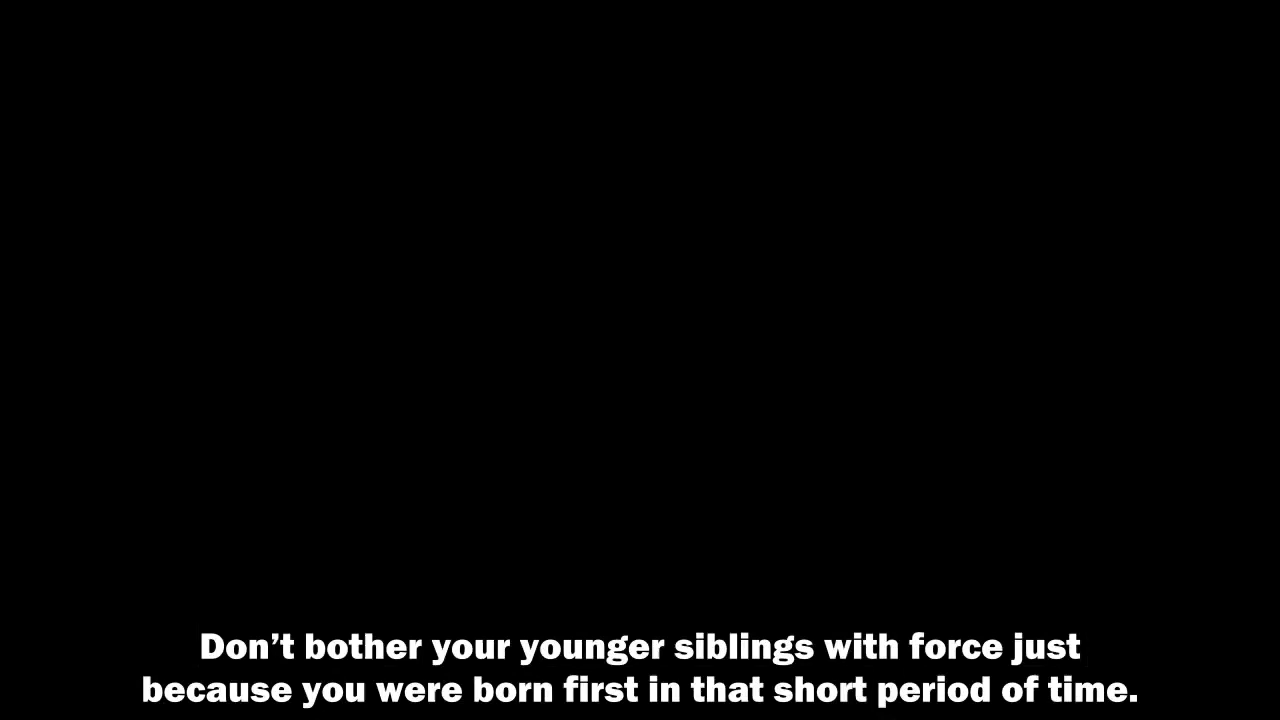 Don’t bother your younger siblings with force just
because you were born first in that short period of time.